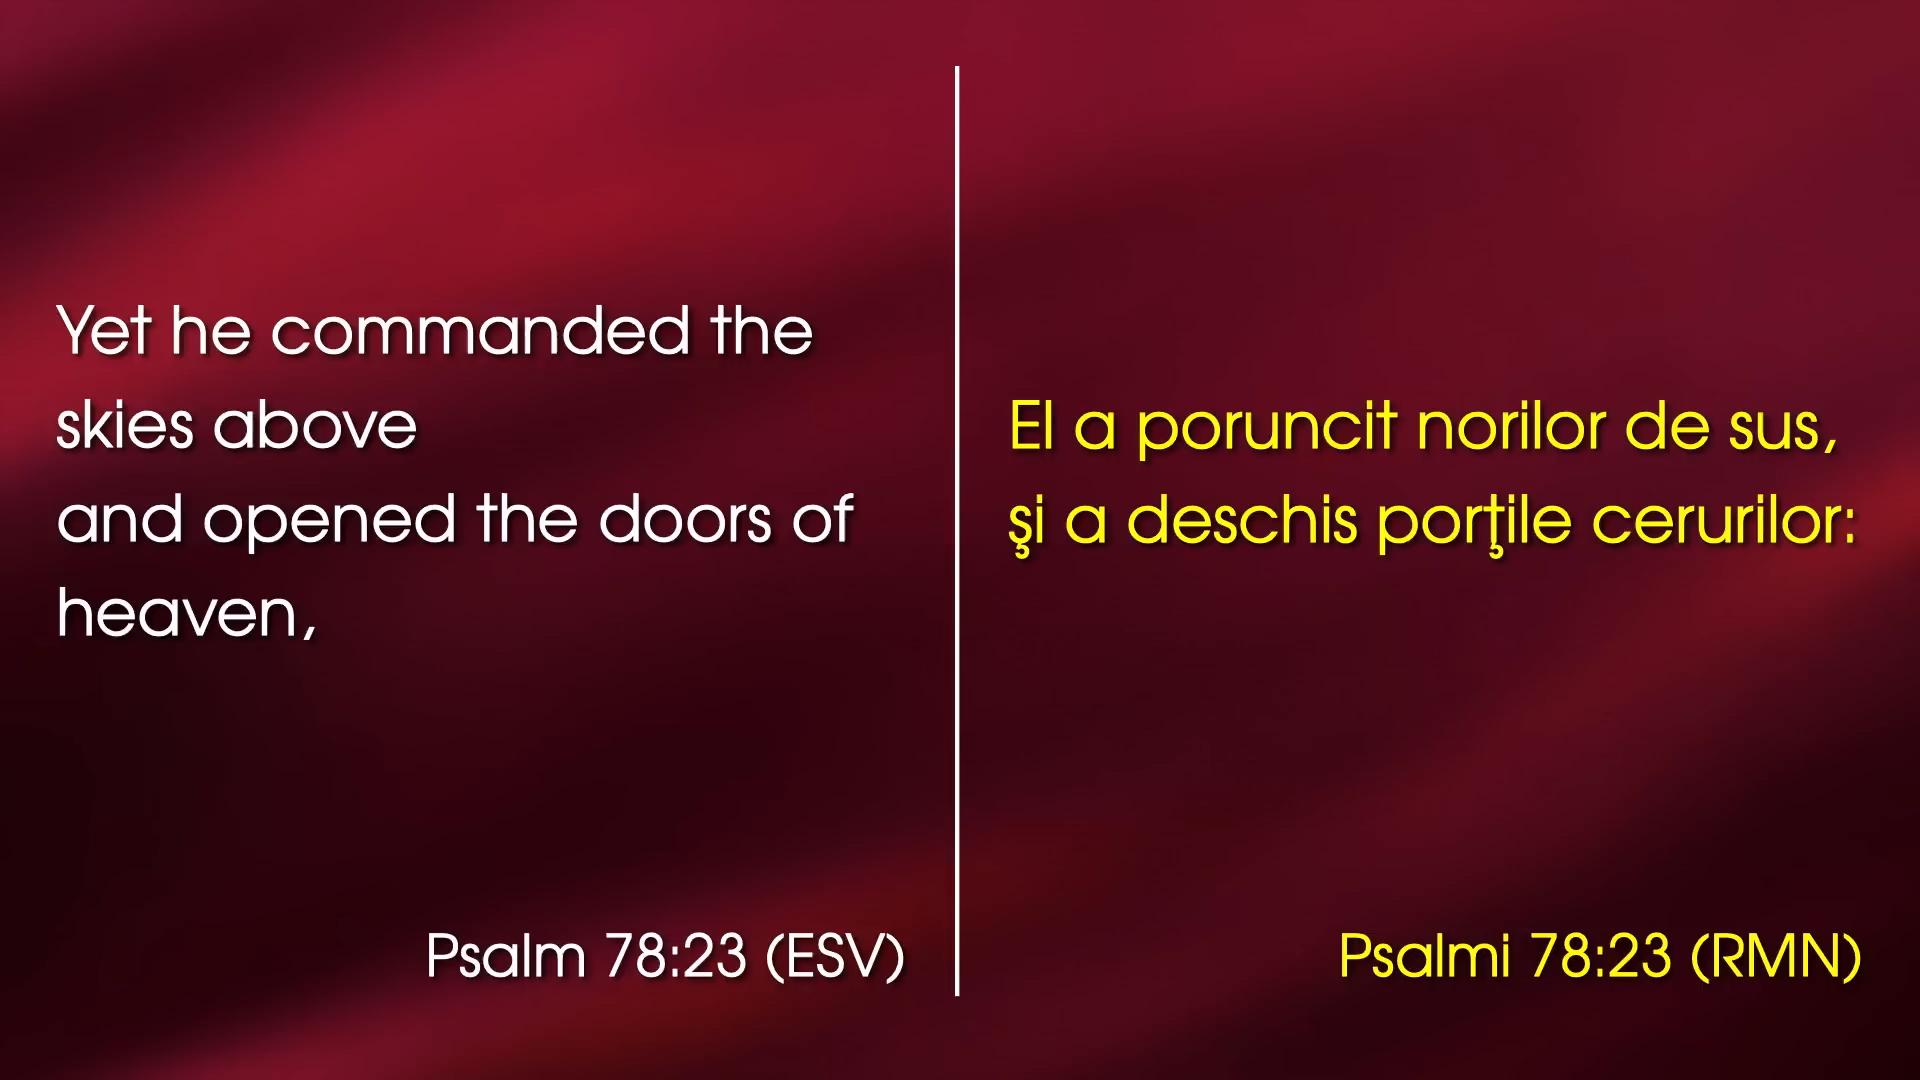 Yet he commanded the
skies above
and opened the doors of
heaven,
Psalm 78:23 (ESV)
El a poruncit norilor de sus,
şi a deschis porţile cerurilor:
Psalmi 78:23 (RMN)